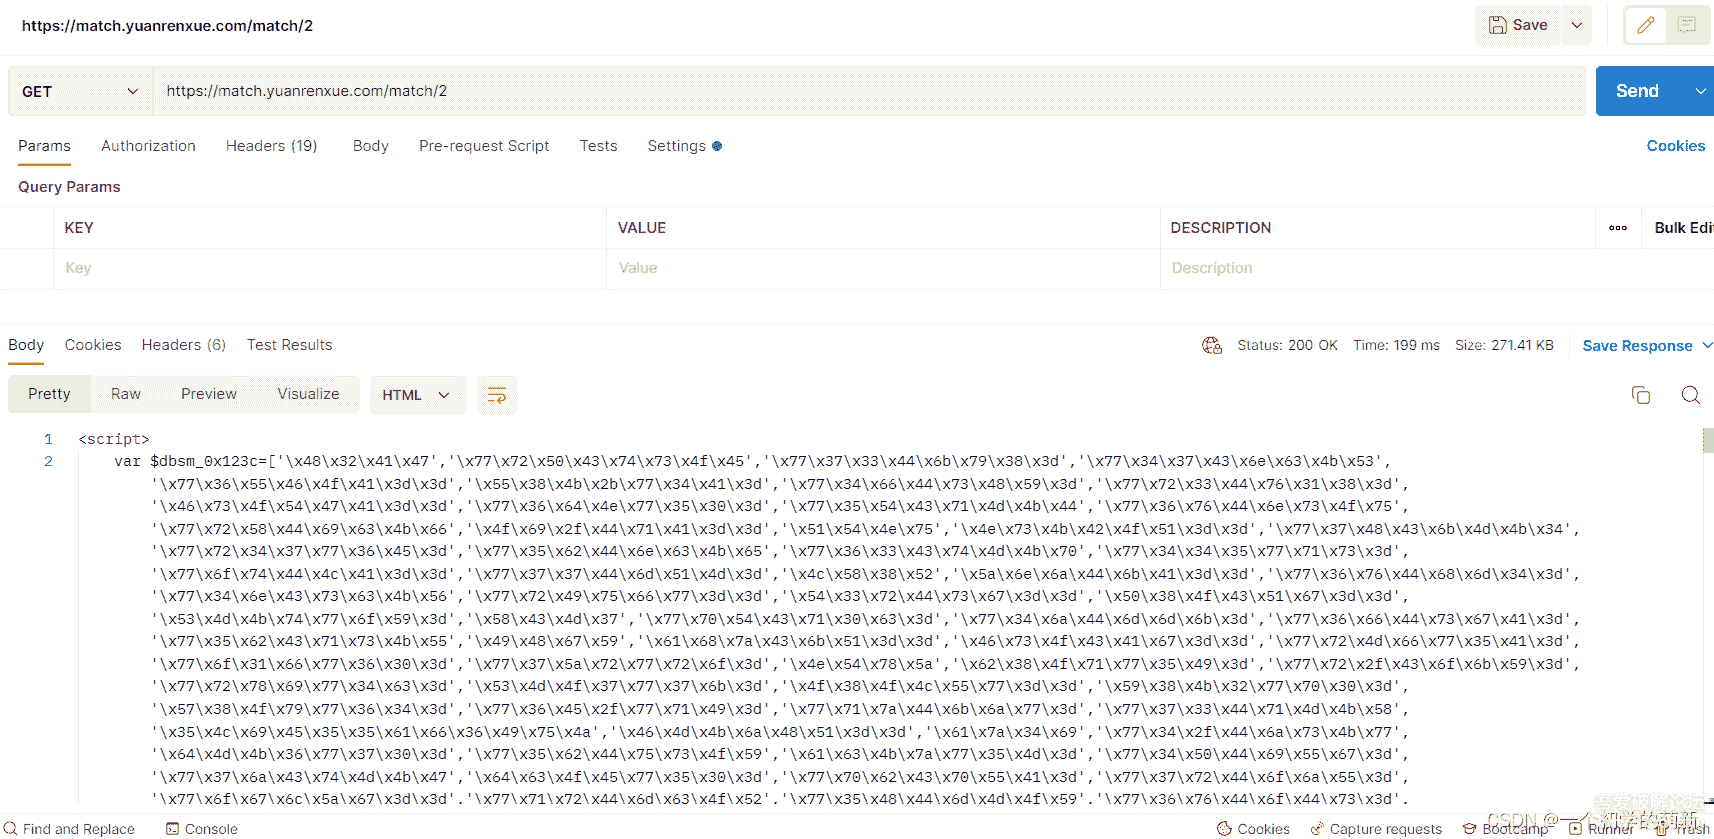 https://match.yuanrenxue.com/match/2
Save
GET
https://match.yuanrenxue.com/match/2
Send
Params Authorization Headers (19) Body Pre-request Script Tests Settings Cookies
Query Params
KEY VALUE DESCRIPTION ooo Bulk Edit
Key Value Description
Body Cookies Headers (6) Test Results Status: 200 OK Time: 199 ms Size: 271.41 KB Save Response
Pretty Raw Preview Visualize HTML
1 <script>
2 var $dbsm_0x123c=['\x48\x32\x41\x47','\x77\x72\x50\x43\x74\x73\x4f\x45','\x77\x37\x33\x44\x6b\x79\x38\x3d','\x77\x34\x37\x43\x6e\x63\x4b\x53',
'\x77\x36\x55\x46\x4f\x41\x3d\x3d','\x55\x38\x4b\x2b\x77\x34\x41\x3d','\x77\x34\x66\x44\x73\x48\x59\x3d','\x77\x72\x33\x44\x76\x31\x38\x3d',
'\x46\x73\x4f\x54\x47\x41\x3d\x3d','\x77\x36\x64\x4e\x77\x35\x30\x3d','\x77\x35\x54\x43\x71\x4d\x4b\x44','\x77\x36\x76\x44\x6e\x73\x4f\x75',
'\x77\x72\x58\x44\x69\x63\x4b\x66','\x4f\x69\x2f\x44\x71\x41\x3d\x3d','\x51\x54\x4e\x75','\x4e\x73\x4b\x42\x4f\x51\x3d\x3d','\x77\x37\x48\x43\x6b\x4d\x4b\x34',
'\x77\x72\x34\x37\x77\x36\x45\x3d','\x77\x35\x62\x44\x6e\x63\x4b\x65','\x77\x36\x33\x43\x74\x4d\x4b\x70','\x77\x34\x34\x35\x77\x71\x73\x3d',
'\x77\x6f\x74\x44\x4c\x41\x3d\x3d','\x77\x37\x37\x44\x6d\x51\x4d\x3d','\x4c\x58\x38\x52','\x5a\x6e\x6a\x44\x6b\x41\x3d\x3d','\x77\x36\x76\x44\x68\x6d\x34\x3d',
'\x77\x34\x6e\x43\x73\x63\x4b\x56','\x77\x72\x49\x75\x66\x77\x3d\x3d','\x54\x33\x72\x44\x73\x67\x3d\x3d','\x50\x38\x4f\x43\x51\x67\x3d\x3d',
'\x53\x4d\x4b\x74\x77\x6f\x59\x3d','\x58\x43\x4d\x37','\x77\x70\x54\x43\x71\x30\x63\x3d','\x77\x34\x6a\x44\x6d\x6d\x6b\x3d','\x77\x36\x66\x44\x73\x67\x41\x3d',
'\x77\x35\x62\x43\x71\x73\x4b\x55','\x49\x48\x67\x59','\x61\x68\x7a\x43\x6b\x51\x3d\x3d','\x46\x73\x4f\x43\x41\x67\x3d\x3d','\x77\x72\x4d\x66\x77\x35\x41\x3d',
'\x77\x6f\x31\x66\x77\x36\x30\x3d','\x77\x37\x5a\x72\x77\x72\x6f\x3d','\x4e\x54\x78\x5a','\x62\x38\x4f\x71\x77\x35\x49\x3d','\x77\x72\x2f\x43\x6f\x6b\x59\x3d',
'\x77\x72\x78\x69\x77\x34\x63\x3d','\x53\x4d\x4f\x37\x77\x37\x6b\x3d','\x4f\x38\x4f\x4c\x55\x77\x3d\x3d','\x59\x38\x4b\x32\x77\x70\x30\x3d',
'\x57\x38\x4f\x79\x77\x36\x34\x3d','\x77\x36\x45\x2f\x77\x71\x49\x3d','\x77\x71\x7a\x44\x6b\x6a\x77\x3d','\x77\x37\x33\x44\x71\x4d\x4b\x58',
'\x35\x4c\x69\x45\x35\x35\x61\x66\x36\x49\x75\x4a','\x46\x4d\x4b\x6a\x48\x51\x3d\x3d','\x61\x7a\x34\x69','\x77\x34\x2f\x44\x6a\x73\x4b\x77',
'\x64\x4d\x4b\x36\x77\x37\x30\x3d','\x77\x35\x62\x44\x75\x73\x4f\x59','\x61\x63\x4b\x7a\x77\x35\x4d\x3d','\x77\x34\x50\x44\x69\x55\x67\x3d',
'\x77\x37\x6a\x43\x74\x4d\x4b\x47','\x64\x63\x4f\x45\x77\x35\x30\x3d','\x77\x70\x62\x43\x70\x55\x41\x3d','\x77\x37\x72\x44\x6f\x6a\x55\x3d',
'\x77\x6f\x67\x6c\x5a\x67\x3d\x3d','\x77\x71\x72\x44\x6d\x63\x4f\x52','\x77\x35\x48\x44\x6d\x4d\x4f\x59','\x77\x36\x76\x44\x6f\x44\x73\x3d',
吾爱破解论坛
CSDN @一个初学的萌新
Find and Replace Console Cookies Capture requests Bootcamp Runner Trash